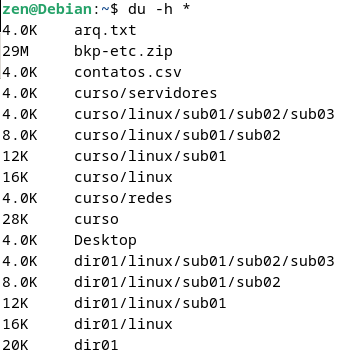 zen@Debian:~$ du -h *
4.0K    arq.txt
29M     bkp-etc.zip
4.0K    contatos.csv
4.0K    curso/servidores
4.0K    curso/linux/sub01/sub02/sub03
8.0K    curso/linux/sub01/sub02
12K     curso/linux/sub01
16K     curso/linux
4.0K    curso/redes
28K     curso
4.0K    Desktop
4.0K    dir01/linux/sub01/sub02/sub03
8.0K    dir01/linux/sub01/sub02
12K     dir01/linux/sub01
16K     dir01/linux
20K     dir01